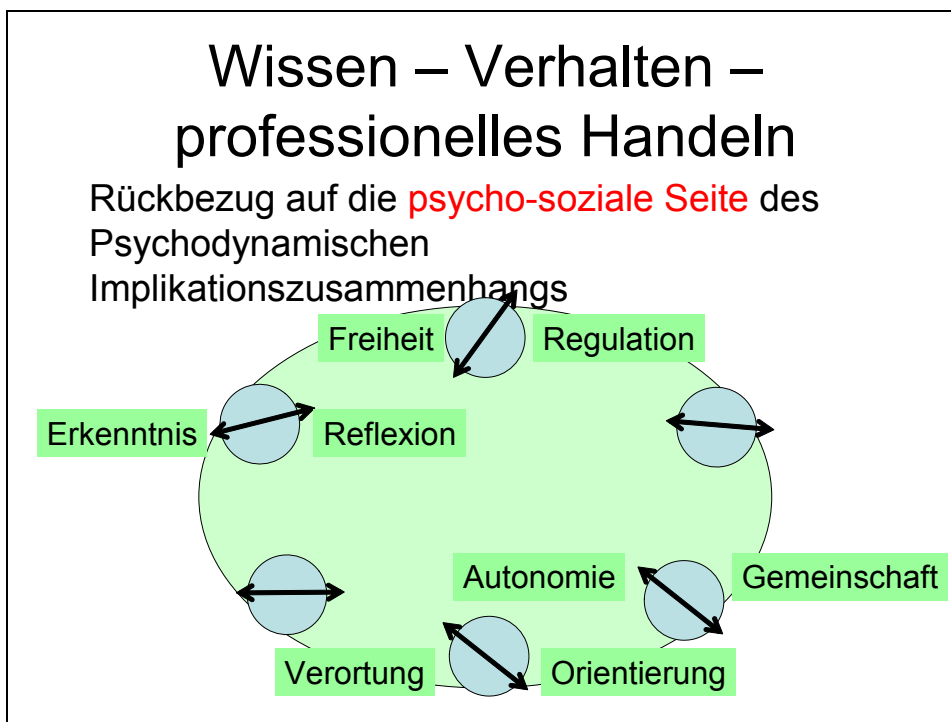 Wissen – Verhalten –
professionelles Handeln
Rückbezug auf die psycho-soziale Seite des
Psychodynamischen
Implikationszusammenhangs
Freiheit
Regulation
Erkenntnis
Reflexion
Autonomie
Gemeinschaft
Verortung
Orientierung